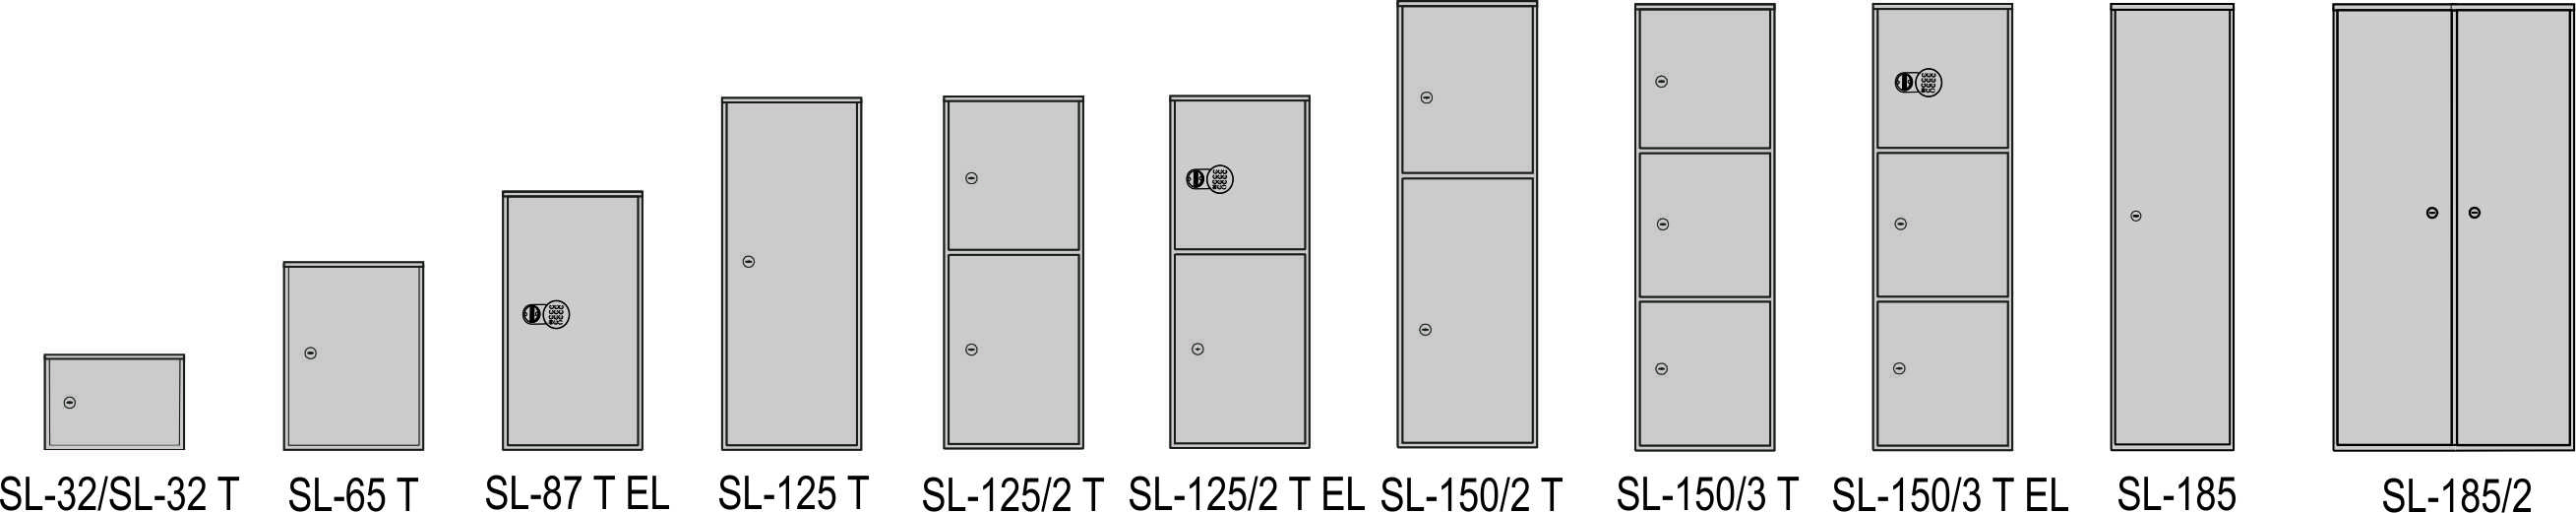 SL-32/SL-32 T
SL-65 T
SL-87 T EL
SL-125 T
SL-125/2 T
SL-125/2 T EL
SL-150/2 T
SL-150/3 T
SL-150/3 T EL
SL-185
SL-185/2